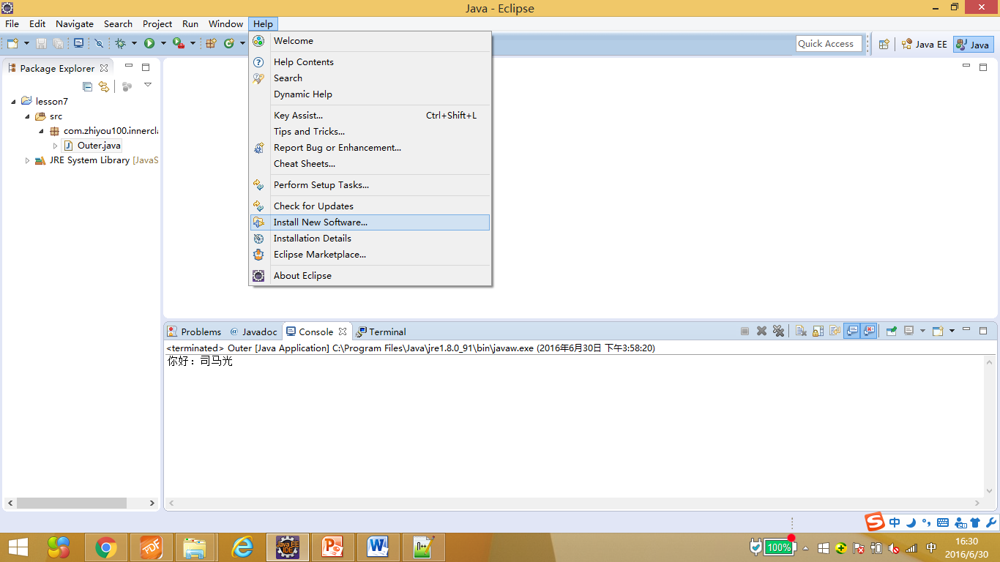 Java - Eclipse
File Edit Navigate Search Project Run Window Help
Quick Access
Java EE
Java
Welcome
Help Contents
Search
Dynamic Help
Key Assist... Ctrl+Shift+L
Tips and Tricks...
Report Bug or Enhancement...
Cheat Sheets...
Perform Setup Tasks...
Check for Updates
Install New Software...
Installation Details
Eclipse Marketplace...
About Eclipse
Package Explorer
lesson7
src
com.zhiyou100.innercla
Outer.java
JRE System Library [JavaS
Problems @ Javadoc Console Terminal
<terminated> Outer [Java Application] C:\Program Files\Java\jre1.8.0_91\bin\javaw.exe (2016年6月30日 下午3:58:20)
你好：司马光
中
PDF
Java EE
IDE
100%
中
16:30
2016/6/30